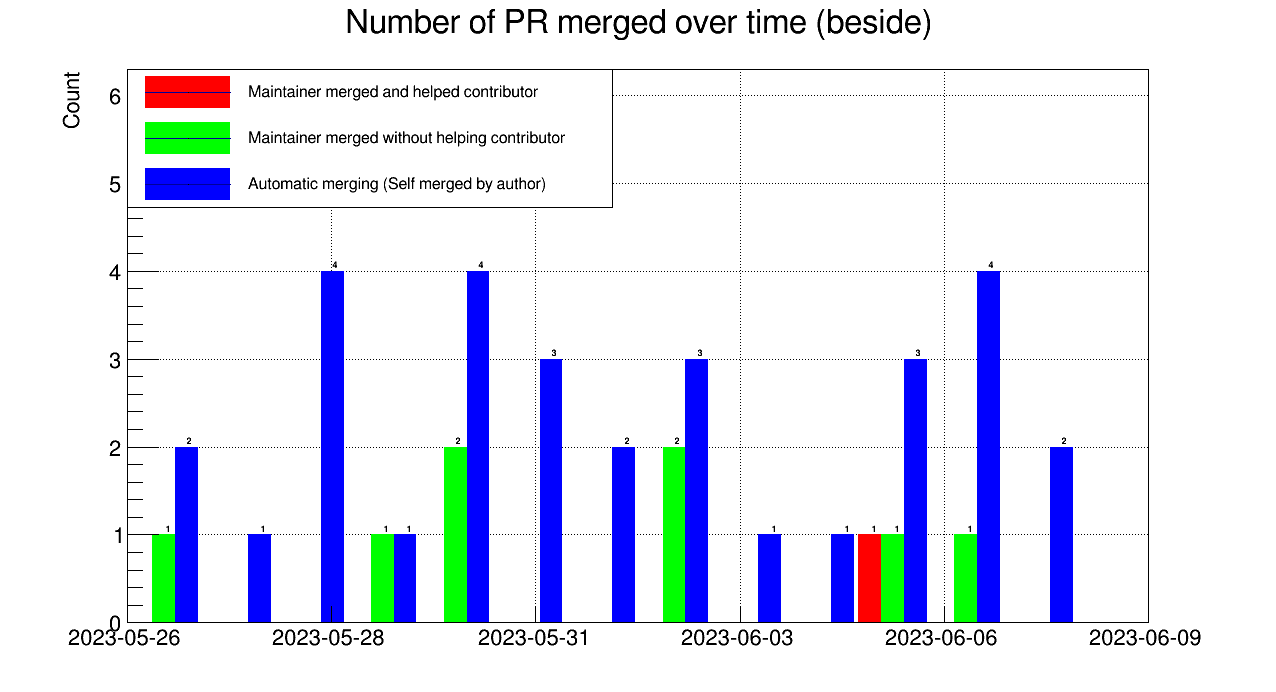 Number of PR merged over time (beside)
Count
Maintainer merged and helped contributor
Maintainer merged without helping contributor
Automatic merging (Self merged by author)
6
5
4
3
2
1
0
1 2 1 4 1 1 2 4 3 2 2 3 1 1 1 1 3 1 4 2
2023-05-26 2023-05-28 2023-05-31 2023-06-03 2023-06-06 2023-06-09